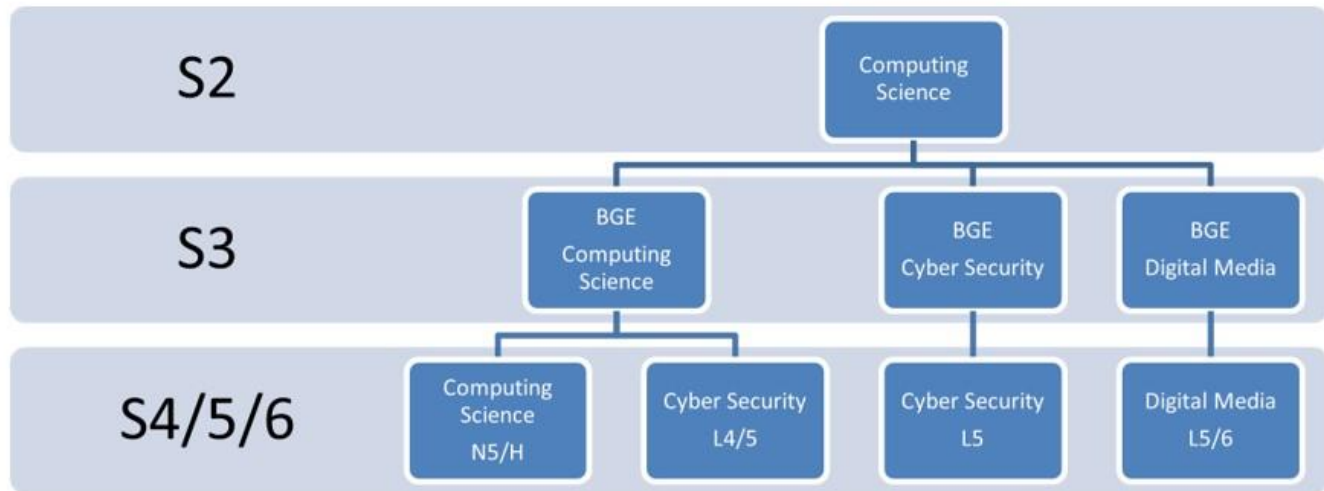 S2
Computing
Science
S3
BGE
Computing
Science
BGE
Cyber Security
BGE
Digital Media
S4/5/6
Computing
Science
N5/H
Cyber Security
L4/5
Cyber Security
L5
Digital Media
L5/6